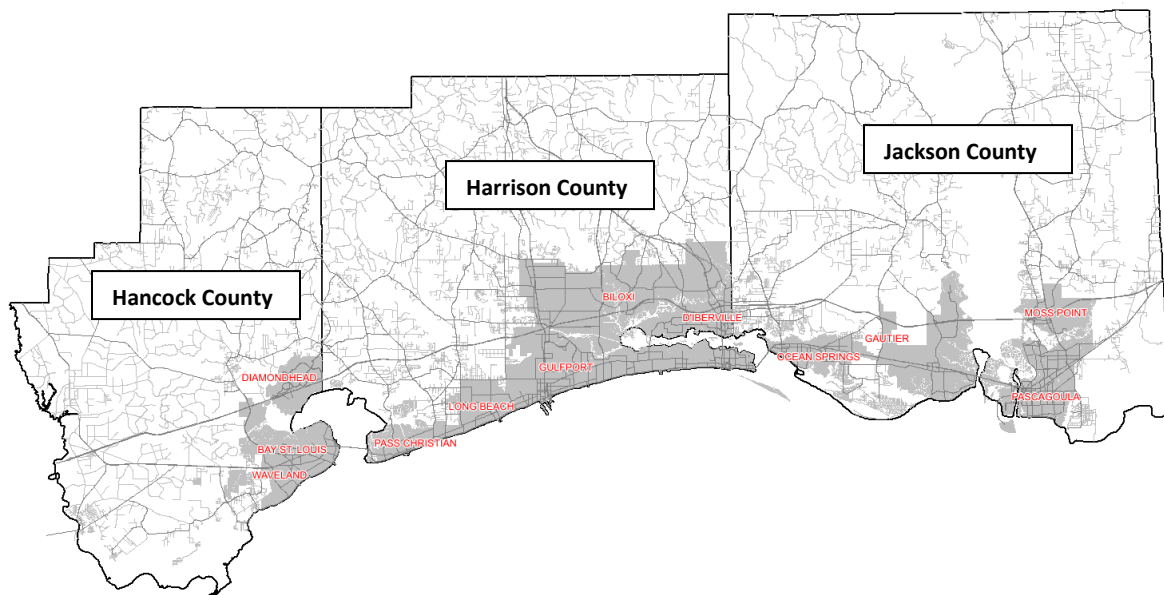 Jackson County
Harrison County
Hancock County
BILOXI
D'IBERVILLE
MOSS POINT
GAUTIER
OCEAN SPRINGS
GULFPORT
DIAMONDHEAD
PASCAGOULA
LONG BEACH
PASS CHRISTIAN
BAY ST. LOUIS
WAVELAND